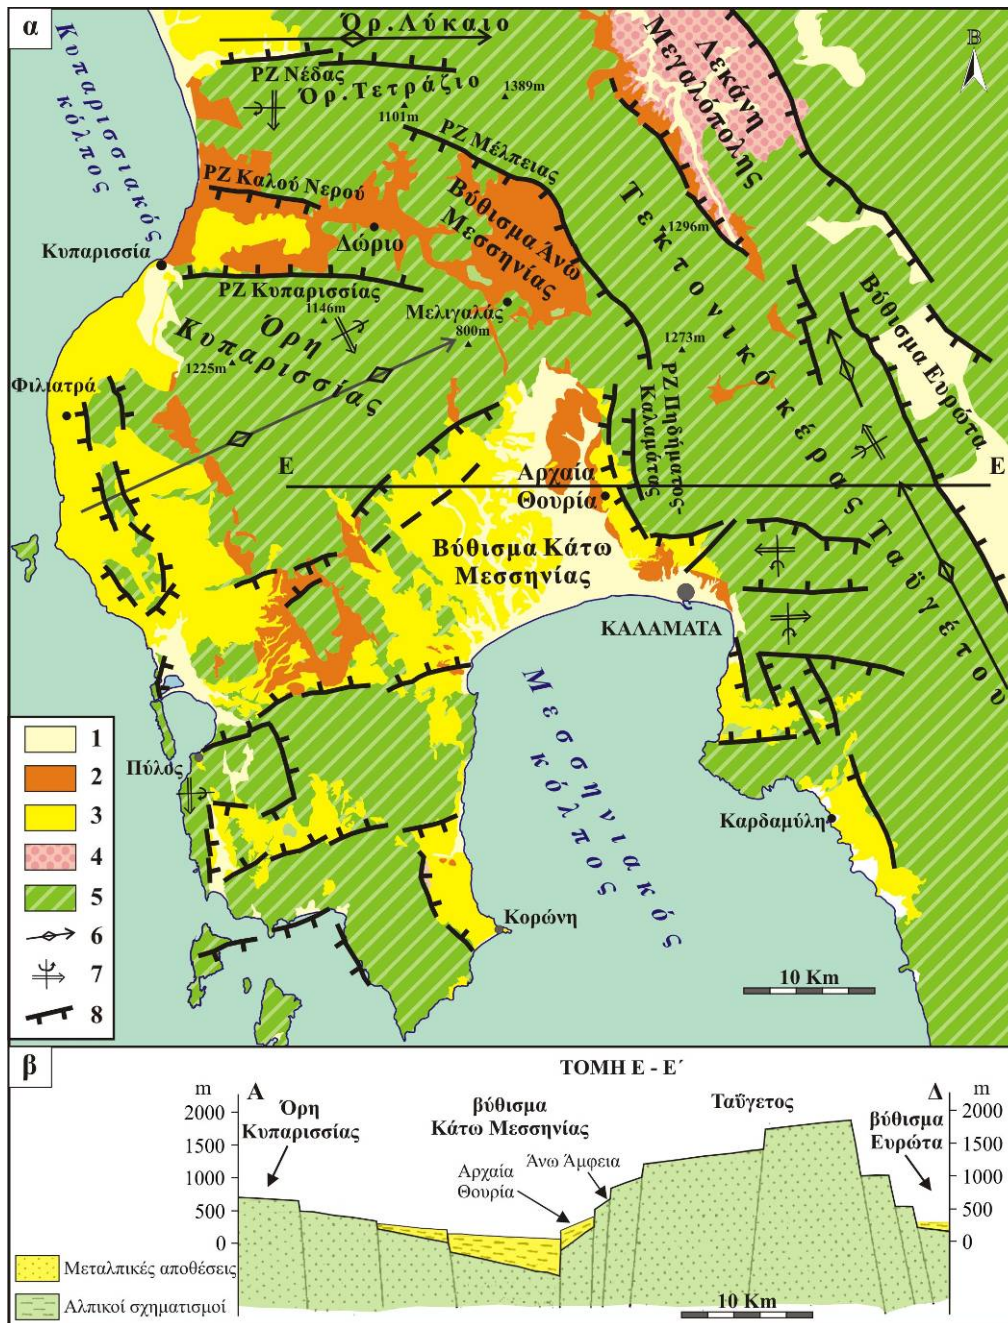 α
Όρ. Λύκαιο
Β
Κυπαρισσιακός
κόλπος
ΡΖ Νέδας
Όρ. Τετράζιο
1389m
1101m
Λεκάνη
Μεγαλόπολης
ΡΖ Μέλπειας
ΡΖ Καλού Νερού
Βύθισμα Άνω
Μεσσηνίας
Δώριο
1296m
Κυπαρισσία
ΡΖ Κυπαρισσίας
Μελιγαλάς
1146m
800m
Όρη
Κυπαρισσίας
1225m
1273m
Τεκτονικό κέρας Ταϋγέτου
Βύθισμα Ευρώτα
Φιλιατρά
ΡΖ Πηδήματος-
Καλαμάτας
Ε
Ε
Αρχαία
Θουρία
Βύθισμα Κάτω
Μεσσηνίας
ΚΑΛΑΜΑΤΑ
Μεσσηνιακός
κόλπος
Πύλος
Καρδαμύλη
Κορώνη
1
2
3
4
5
6
7
8
10 Km
β
ΤΟΜΗ Ε - Ε΄
m
Α
Δ
m
2000
1500
1000
500
0
Όρη
Κυπαρισσίας
βύθισμα
Κάτω Μεσσηνίας
Αρχαία
Θουρία
Άνω Άμφεια
Ταΰγετος
βύθισμα
Ευρώτα
2000
1500
1000
500
0
Μεταλπικές αποθέσεις
Αλπικοί σχηματισμοί
10 Km